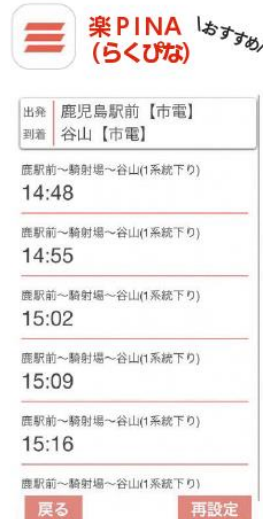 楽PINA
(らくぴな)
\おすすめ/
出発 鹿児島駅前【市電】
到着 谷山【市電】
鹿駅前～騎射場～谷山(1系統下り)
14:48
鹿駅前～騎射場～谷山(1系統下り)
14:55
鹿駅前～騎射場～谷山(1系統下り)
15:02
鹿駅前～騎射場～谷山(1系統下り)
15:09
鹿駅前～騎射場～谷山(1系統下り)
15:16
鹿駅前～騎射場～谷山(1系統下り)
戻る 再設定